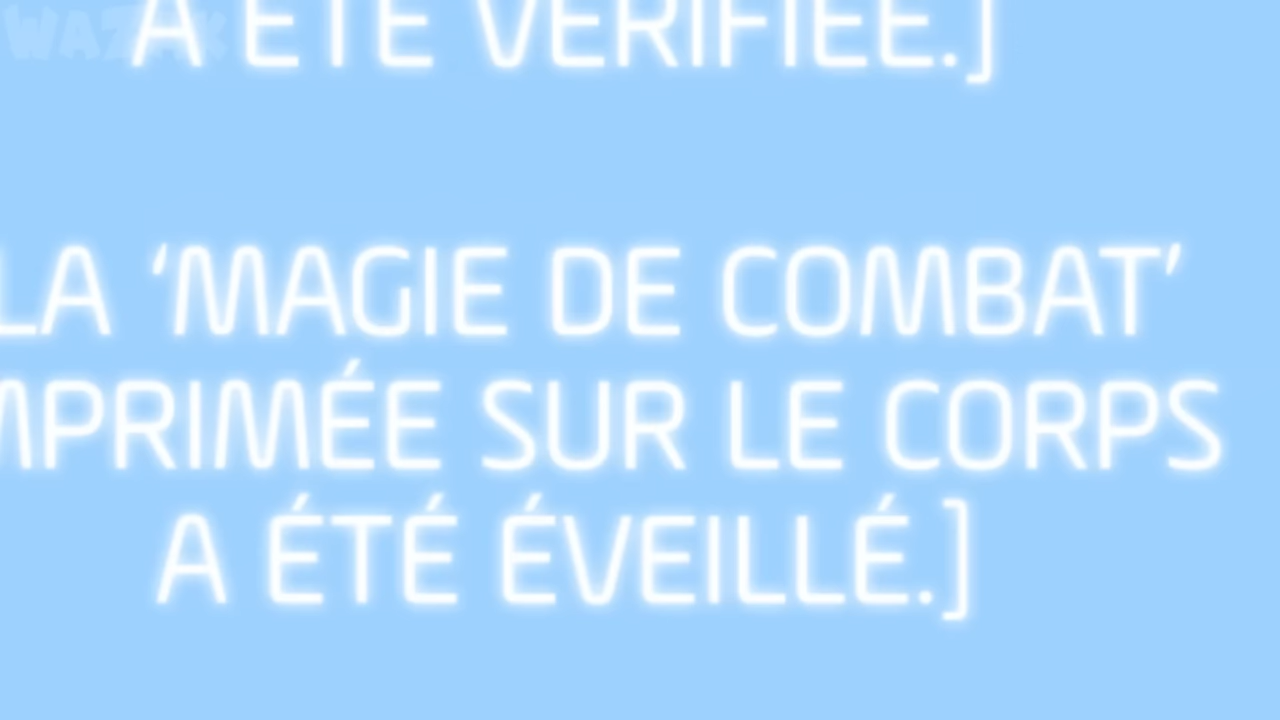 A ÉTÉ VÉRIFIÉE.]
LA ‘MAGIE DE COMBAT’
MPRIMÉE SUR LE CORPS
A ÉTÉ ÉVEILLÉ.]